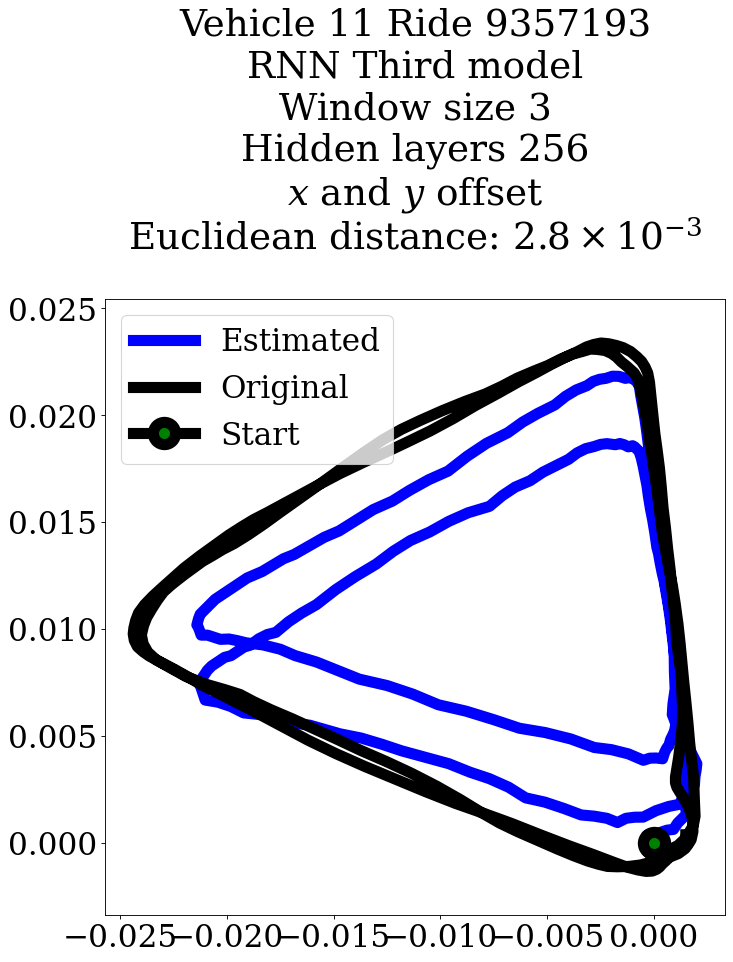 Vehicle 11 Ride 9357193
RNN Third model
Window size 3
Hidden layers 256
x and y offset
Euclidean distance: 2.8 × 10⁻³
Estimated
Original
Start
0.025
0.020
0.015
0.010
0.005
0.000
−0.025 −0.020 −0.015 −0.010 −0.005 0.000